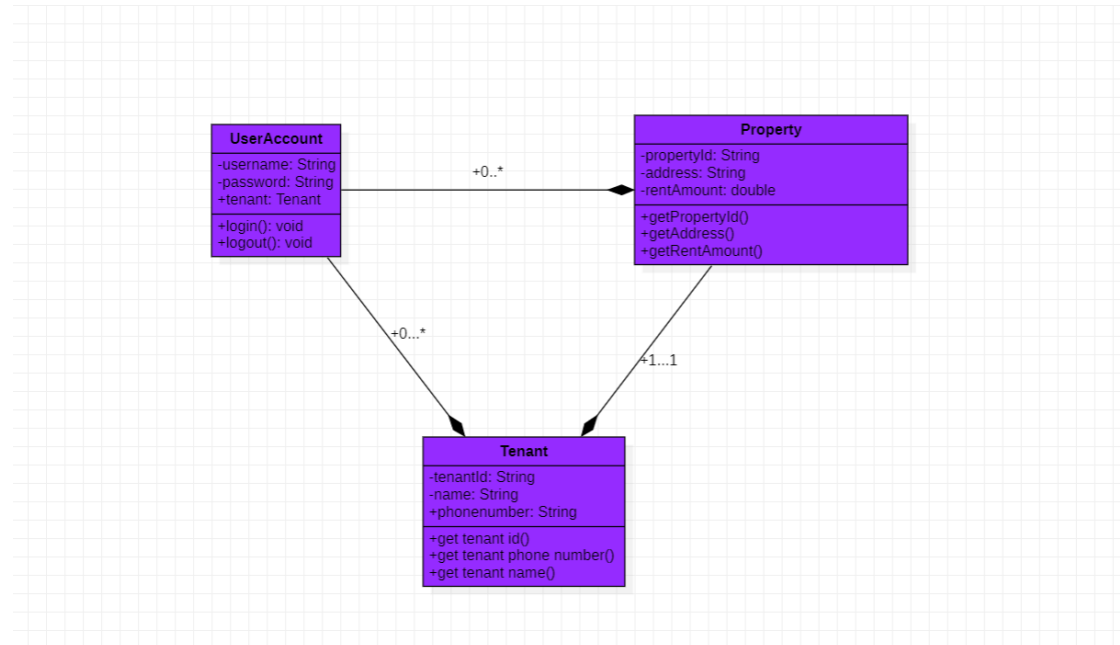 UserAccount
-username: String
-password: String
+tenant: Tenant
+login(): void
+logout(): void
+0..*
Property
-propertyId: String
-address: String
-rentAmount: double
+getPropertyId()
+getAddress()
+getRentAmount()
+0...*
+1...1
Tenant
-tenantId: String
-name: String
+phonenumber: String
+get tenant id()
+get tenant phone number()
+get tenant name()